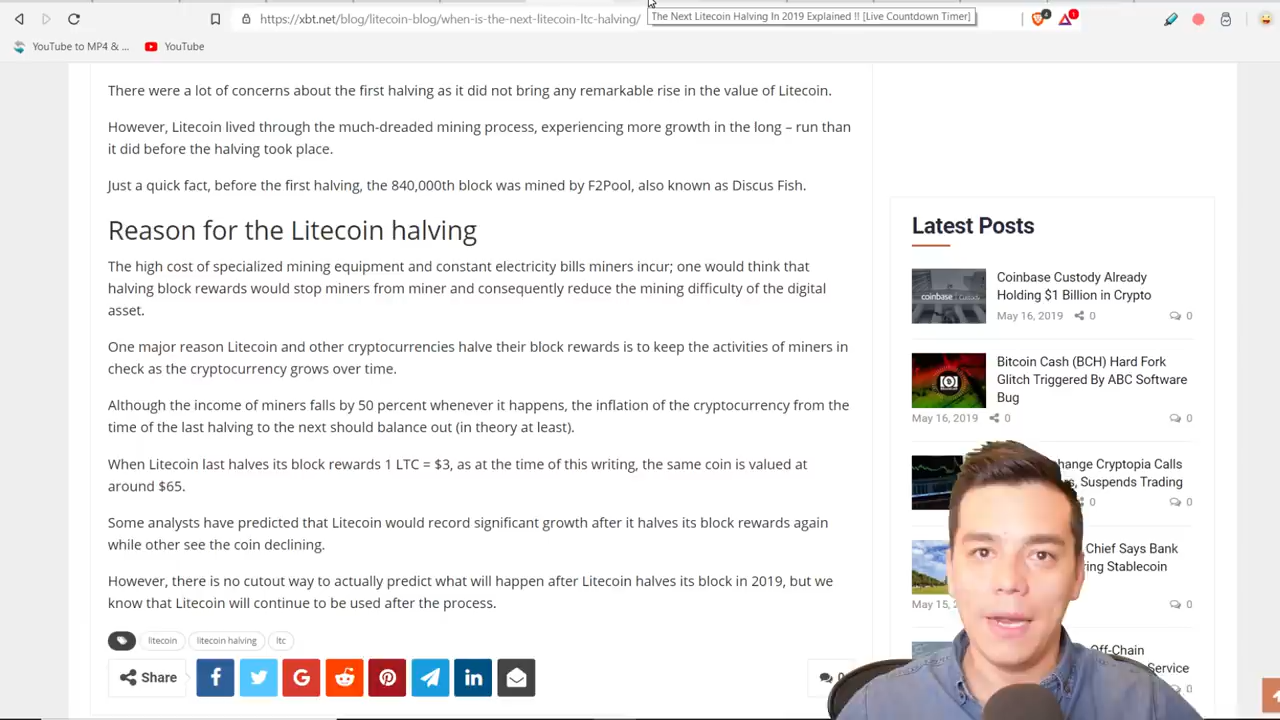 https://xbt.net/blog/litecoin-blog/when-is-the-next-litecoin-ltc-halving/
The Next Litecoin Halving In 2019 Explained !! [Live Countdown Timer]
4
1
YouTube to MP4 & ...
YouTube
There were a lot of concerns about the first halving as it did not bring any remarkable rise in the value of Litecoin.
However, Litecoin lived through the much-dreaded mining process, experiencing more growth in the long – run than
it did before the halving took place.
Just a quick fact, before the first halving, the 840,000th block was mined by F2Pool, also known as Discus Fish.
Reason for the Litecoin halving
The high cost of specialized mining equipment and constant electricity bills miners incur; one would think that
halving block rewards would stop miners from miner and consequently reduce the mining difficulty of the digital
asset.
One major reason Litecoin and other cryptocurrencies halve their block rewards is to keep the activities of miners in
check as the cryptocurrency grows over time.
Although the income of miners falls by 50 percent whenever it happens, the inflation of the cryptocurrency from the
time of the last halving to the next should balance out (in theory at least).
When Litecoin last halves its block rewards 1 LTC = $3, as at the time of this writing, the same coin is valued at
around $65.
Some analysts have predicted that Litecoin would record significant growth after it halves its block rewards again
while other see the coin declining.
However, there is no cutout way to actually predict what will happen after Litecoin halves its block in 2019, but we
know that Litecoin will continue to be used after the process.
litecoin
litecoin halving
ltc
Share
Latest Posts
coinbase Custody
Coinbase Custody Already
Holding $1 Billion in Crypto
May 16, 2019 0 0
Bitcoin Cash (BCH) Hard Fork
Glitch Triggered By ABC Software
Bug
May 16, 2019 0 0
change Cryptopia Calls
s, Suspends Trading
0 0
Chief Says Bank
ring Stablecoin
May 15, 0
Off-Chain
Service
0